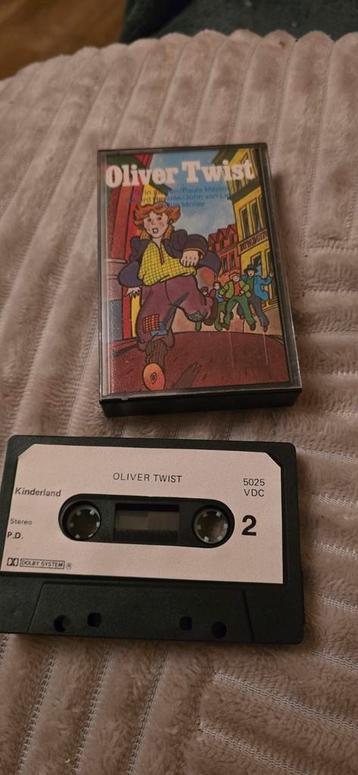 Oliver Twist
OLIVER TWIST
5025
VDC
Kinderland
2
Stereo
P.D.
DOLBY SYSTEM ®